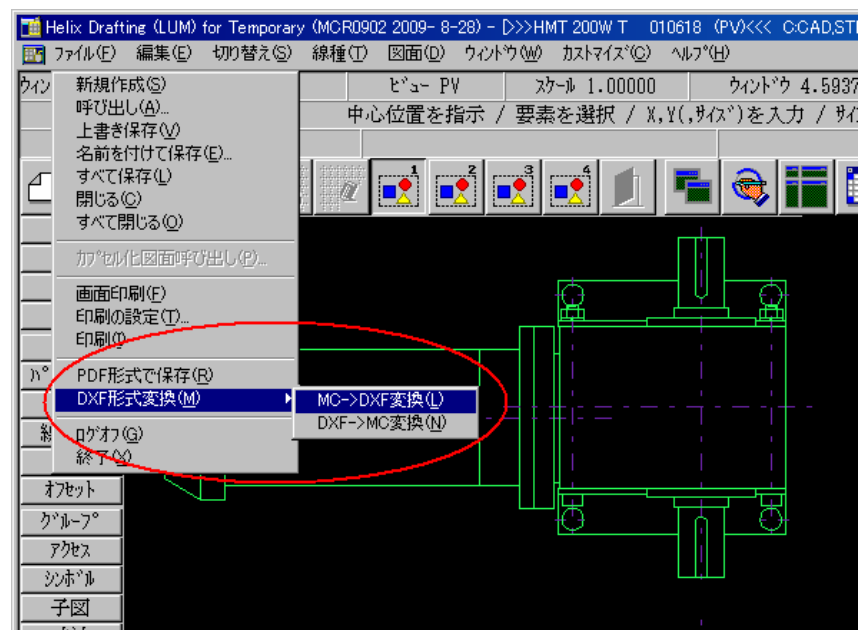 Helix Drafting (LUM) for Temporary (MCR0902 2009- 8-28) - [>>>HMT 200W T 010618 (PV)<<< C:CAD,ST
ファイル(F) 編集(E) 切り替え(S) 線種(T) 図面(D) ウィンドウ(W) カスタマイズ(C) ヘルプ(H)
ビュー PV スケール 1.00000 ウィンドウ 4.5937
中心位置を指示 / 要素を選択 / X,Y(,サイズ)を入力 /
新規作成(S)
呼び出し(A)...
上書き保存(V)
名前を付けて保存(E)...
すべて保存(L)
閉じる(C)
すべて閉じる(O)
カプセル化図面呼び出し(P)...
画面印刷(F)
印刷の設定(T)...
印刷(I)
PDF形式で保存(R)
DXF形式変換(M)
MC->DXF変換(L)
DXF->MC変換(N)
ログオフ(G)
終了(X)
1 2 3 4
オフセット
グループ
アクセス
シンボル
子図